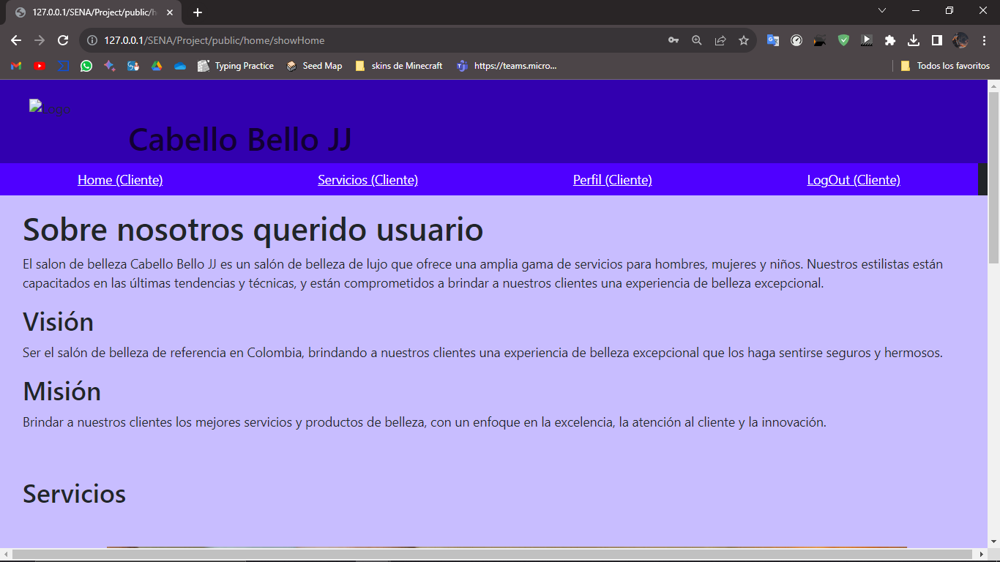 127.0.0.1/SENA/Project/public/h
127.0.0.1/SENA/Project/public/home/showHome
Typing Practice
Seed Map
skins de Minecraft
https://teams.micro...
Todos los favoritos
Logo
Cabello Bello JJ
Home (Cliente)
Servicios (Cliente)
Perfil (Cliente)
LogOut (Cliente)
Sobre nosotros querido usuario
El salon de belleza Cabello Bello JJ es un salón de belleza de lujo que ofrece una amplia gama de servicios para hombres, mujeres y niños. Nuestros estilistas están
capacitados en las últimas tendencias y técnicas, y están comprometidos a brindar a nuestros clientes una experiencia de belleza excepcional.
Visión
Ser el salón de belleza de referencia en Colombia, brindando a nuestros clientes una experiencia de belleza excepcional que los haga sentirse seguros y hermosos.
Misión
Brindar a nuestros clientes los mejores servicios y productos de belleza, con un enfoque en la excelencia, la atención al cliente y la innovación.
Servicios